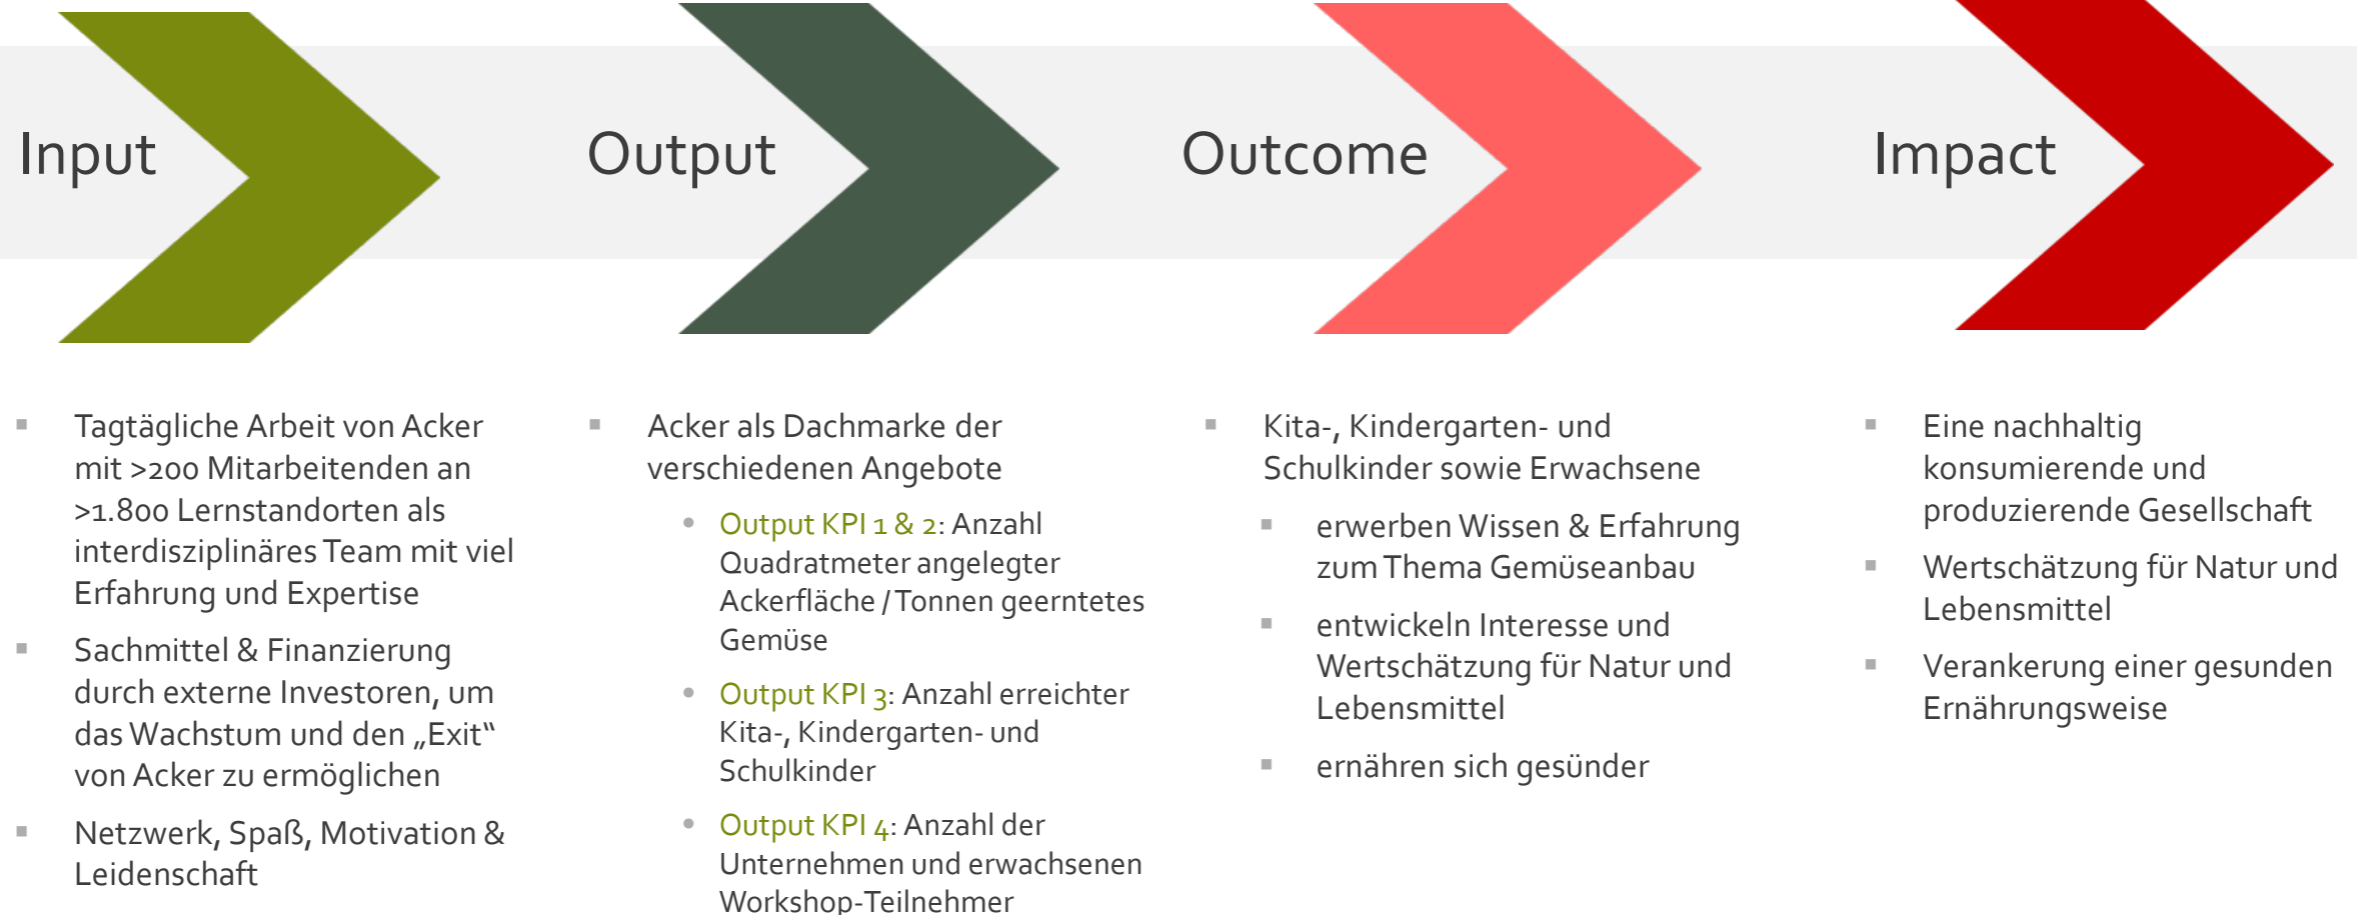 Input
Output
Outcome
Impact
Tagtägliche Arbeit von Acker
mit >200 Mitarbeitenden an
>1.800 Lernstandorten als
interdisziplinäres Team mit viel
Erfahrung und Expertise
Sachmittel & Finanzierung
durch externe Investoren, um
das Wachstum und den „Exit“
von Acker zu ermöglichen
Netzwerk, Spaß, Motivation &
Leidenschaft
Acker als Dachmarke der
verschiedenen Angebote
Output KPI 1 & 2: Anzahl
Quadratmeter angelegter
Ackerfläche / Tonnen geerntetes
Gemüse
Output KPI 3: Anzahl erreichter
Kita-, Kindergarten- und
Schulkinder
Output KPI 4: Anzahl der
Unternehmen und erwachsenen
Workshop-Teilnehmer
Kita-, Kindergarten- und
Schulkinder sowie Erwachsene
erwerben Wissen & Erfahrung
zum Thema Gemüseanbau
entwickeln Interesse und
Wertschätzung für Natur und
Lebensmittel
ernähren sich gesünder
Eine nachhaltig
konsumierende und
produzierende Gesellschaft
Wertschätzung für Natur und
Lebensmittel
Verankerung einer gesunden
Ernährungsweise